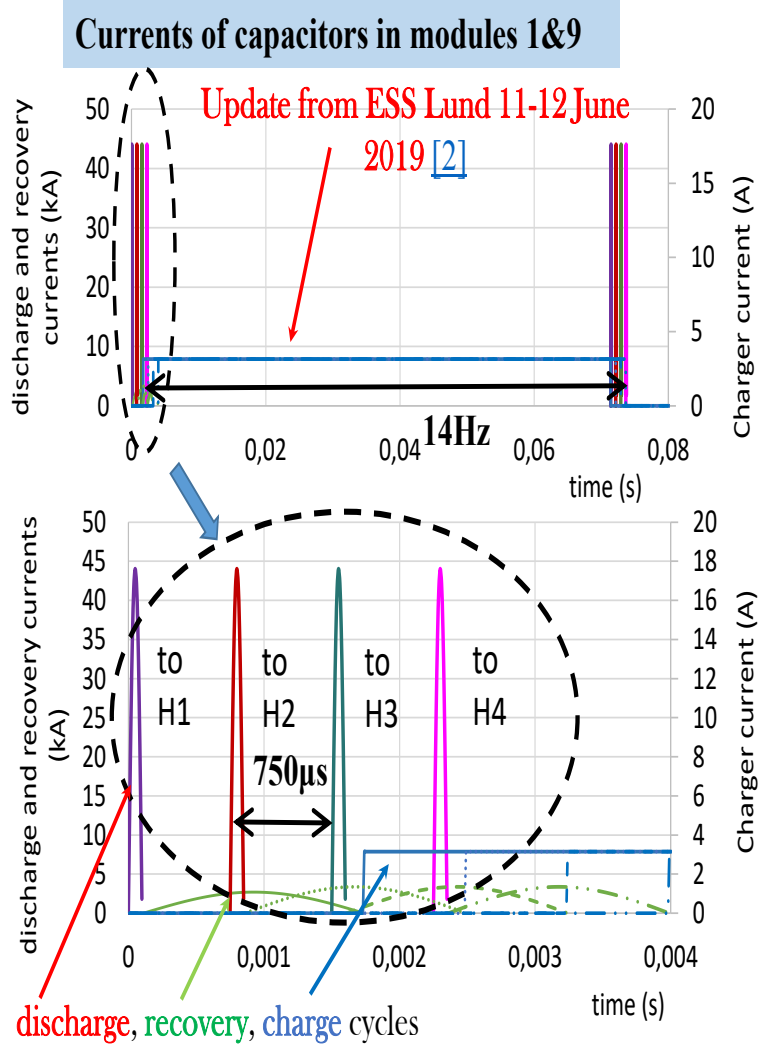 Currents of capacitors in modules 1&9
discharge and recovery
currents (kA)
50
40
30
20
10
0
Update from ESS Lund 11-12 June
2019 [2]
20
15
10
5
0
Charger current (A)
14Hz
0
0,02
0,04
0,06
0,08
time (s)
discharge and recovery currents
(kA)
50
45
40
35
30
25
20
15
10
5
0
to
H1
to
H2
to
H3
to
H4
750µs
20
18
16
14
12
10
8
6
4
2
0
Charger current (A)
0
0,001
0,002
0,003
0,004
time (s)
discharge, recovery, charge cycles